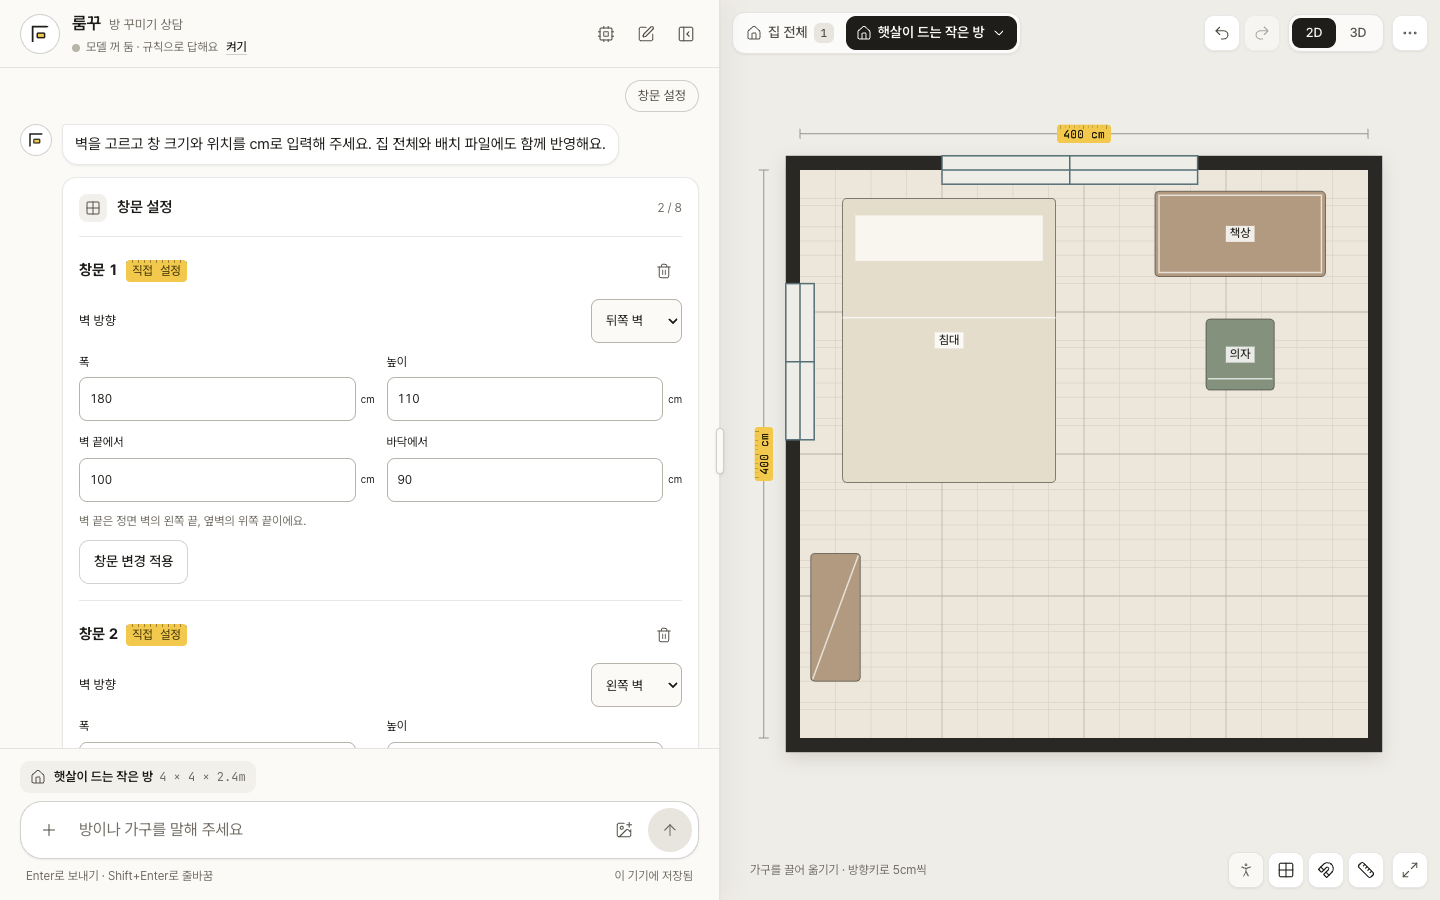 룸꾸 방 꾸미기 상담
모델 꺼 둠 · 규칙으로 답해요 켜기
집 전체 1
햇살이 드는 작은 방
2D 3D
창문 설정
벽을 고르고 창 크기와 위치를 cm로 입력해 주세요. 집 전체와 배치 파일에도 함께 반영해요.
창문 설정 2 / 8
창문 1 직접 설정
벽 방향 뒤쪽 벽
폭 높이
180 cm 110 cm
벽 끝에서 바닥에서
100 cm 90 cm
벽 끝은 정면 벽의 왼쪽 끝, 옆벽의 위쪽 끝이에요.
창문 변경 적용
창문 2 직접 설정
벽 방향 왼쪽 벽
폭 높이
햇살이 드는 작은 방 4 × 4 × 2.4m
방이나 가구를 말해 주세요
Enter로 보내기 · Shift+Enter로 줄바꿈 이 기기에 저장됨
400 cm
400 cm
책상
침대
의자
가구를 끌어 옮기기 · 방향키로 5cm씩